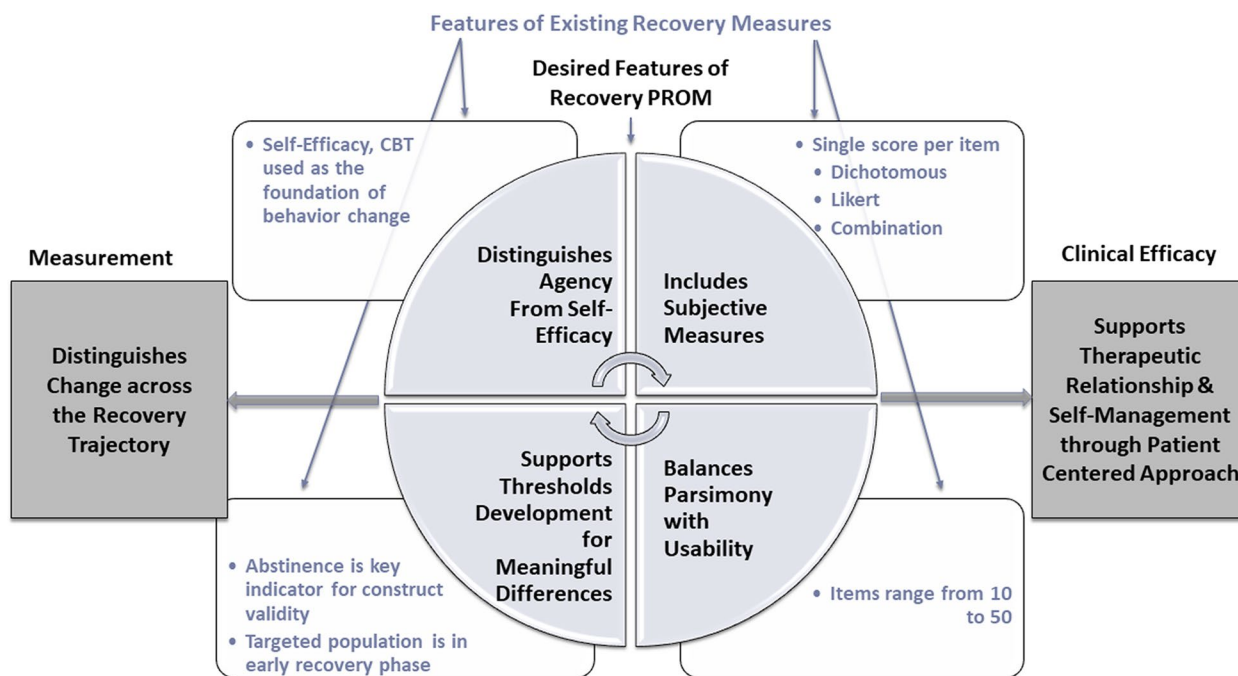 Features of Existing Recovery Measures
Desired Features of
Recovery PROM
• Self-Efficacy, CBT
used as the
foundation of
behavior change
• Single score per item
• Dichotomous
• Likert
• Combination
Measurement
Distinguishes
Change across
the Recovery
Trajectory
Distinguishes
Agency
From Self-
Efficacy
Includes
Subjective
Measures
Clinical Efficacy
Supports
Therapeutic
Relationship &
Self-Management
through Patient
Centered Approach
Supports
Thresholds
Development
for
Meaningful
Differences
Balances
Parsimony
with
Usability
• Abstinence is key
indicator for construct
validity
• Targeted population is in
early recovery phase
• Items range from 10
to 50